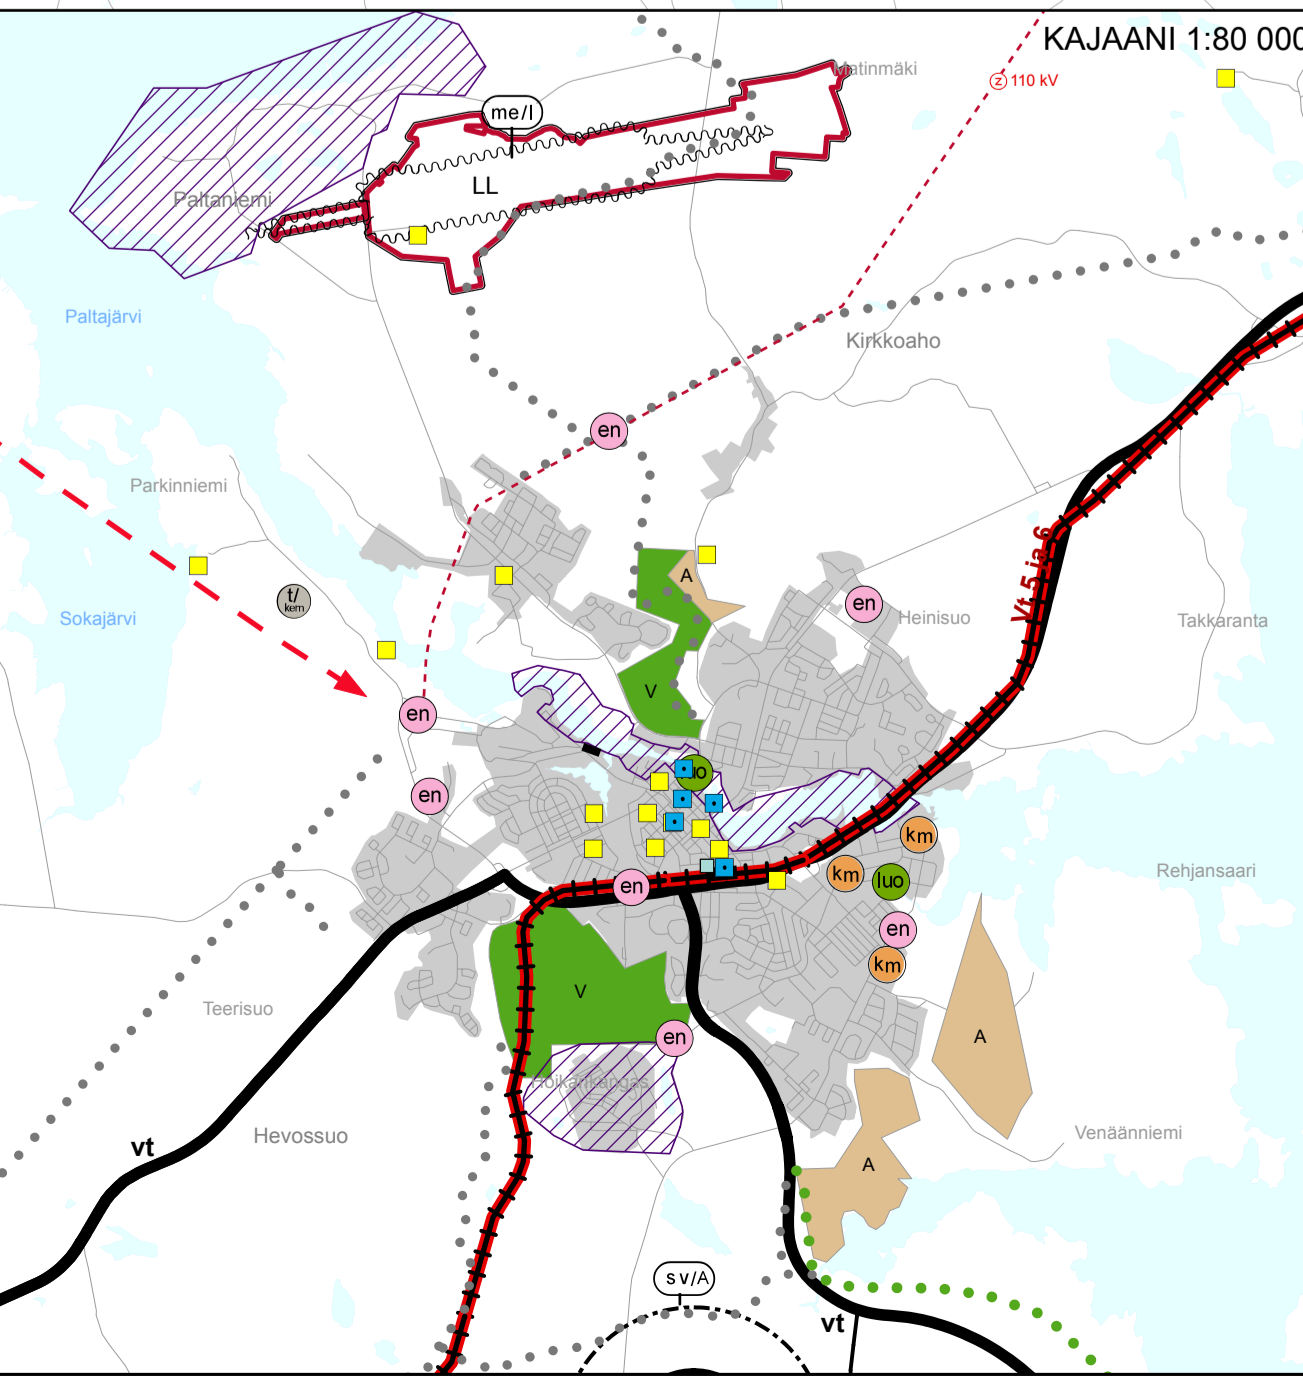 KAJAANI 1:80 000
Matinmäki
z 110 kV
me/l
LL
Paltaniemi
Paltajärvi
Kirkkoaho
en
Parkinniemi
Vt 5 ja 6
A
t/
kem
en
Heinisuo
Sokajärvi
Takkaranta
V
en
luo
en
km
Rehjansaari
km
luo
en
en
km
Teerisuo
V
en
A
Hoikankangas
Hevossuo
vt
Venäänniemi
A
sv/A
vt